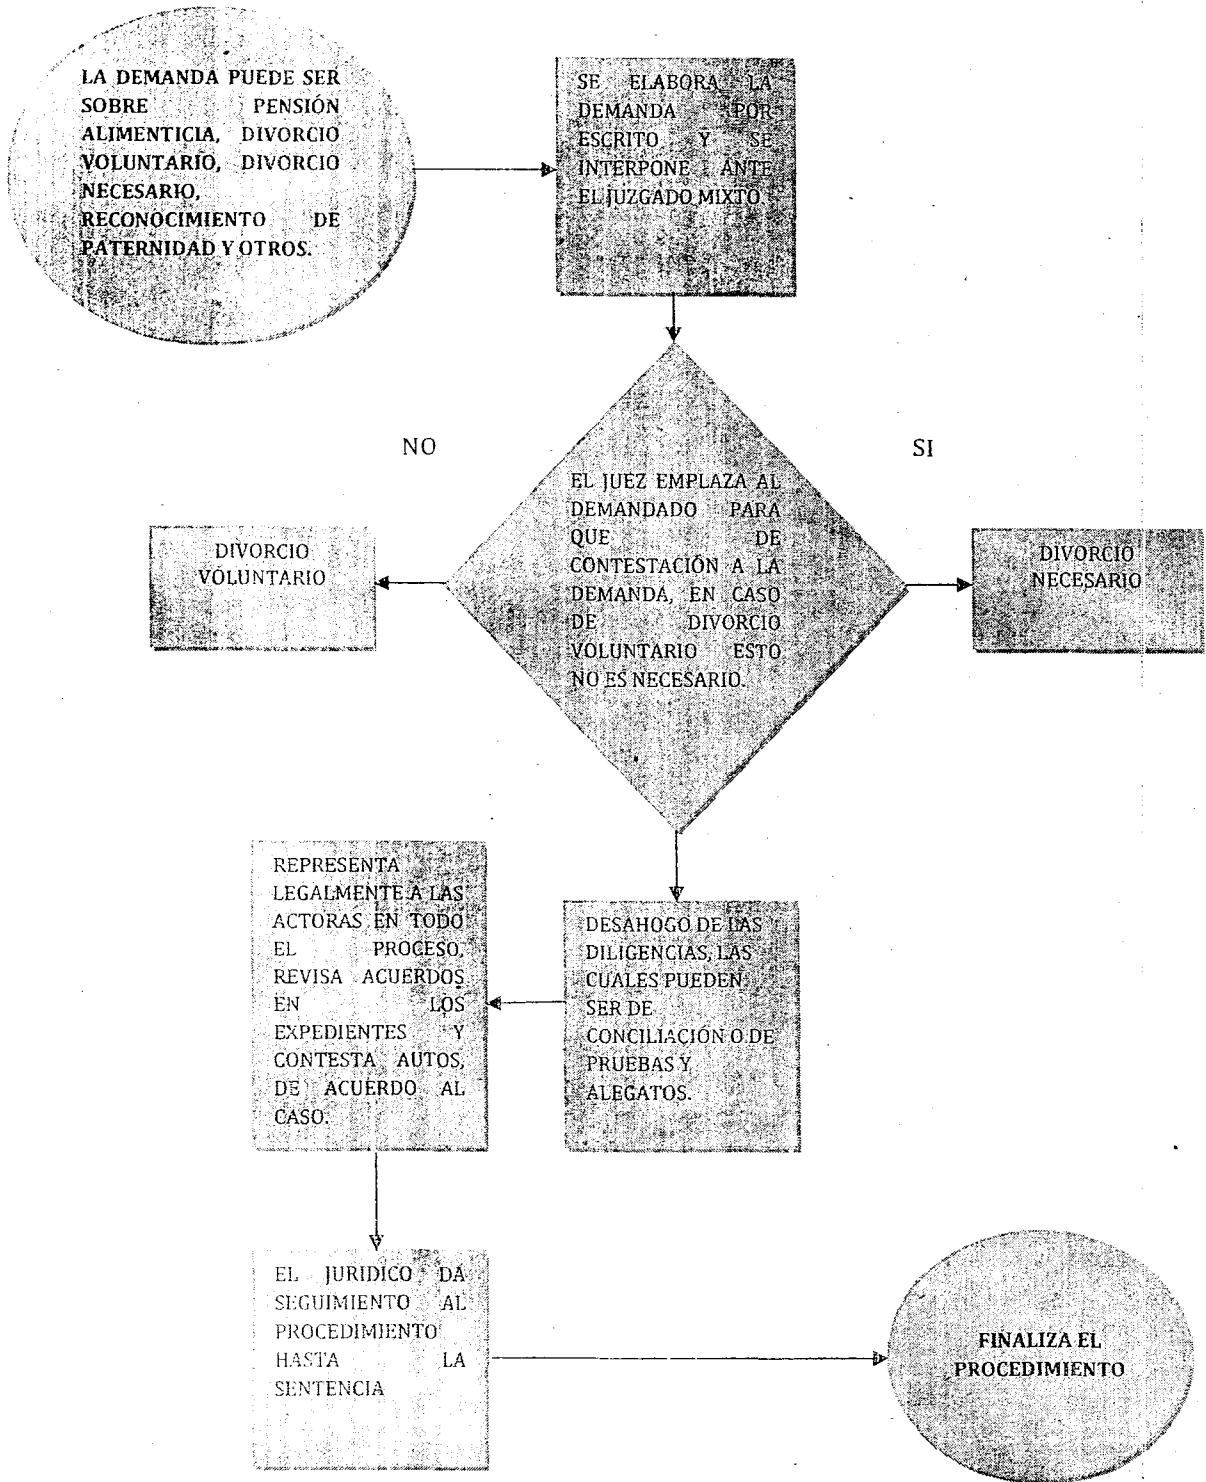 LA DEMANDA PUEDE SER
SOBRE PENSIÓN
ALIMENTICIA, DIVORCIO
VOLUNTARIO, DIVORCIO
NECESARIO,
RECONOCIMIENTO DE
PATERNIDAD Y OTROS.
SE ELABORA LA
DEMANDA POR
ESCRITO Y SE
INTERPONE ANTE
EL JUZGADO MIXTO
NO
SI
EL JUEZ EMPLAZA AL
DEMANDADO PARA
QUE DE
CONTESTACIÓN A LA
DEMANDA, EN CASO
DE DIVORCIO
VOLUNTARIO ESTO
NO ES NECESARIO.
DIVORCIO
VOLUNTARIO
DIVORCIO
NECESARIO
DESAHOGO DE LAS
DILIGENCIAS, LAS
CUALES PUEDEN
SER DE
CONCILIACIÓN O DE
PRUEBAS Y
ALEGATOS.
REPRESENTA
LEGALMENTE A LAS
ACTORAS EN TODO
EL PROCESO,
REVISA ACUERDOS
EN LOS
EXPEDIENTES Y
CONTESTA AUTOS,
DE ACUERDO AL
CASO.
EL JURIDICO DA
SEGUIMIENTO AL
PROCEDIMIENTO
HASTA LA
SENTENCIA
FINALIZA EL
PROCEDIMIENTO